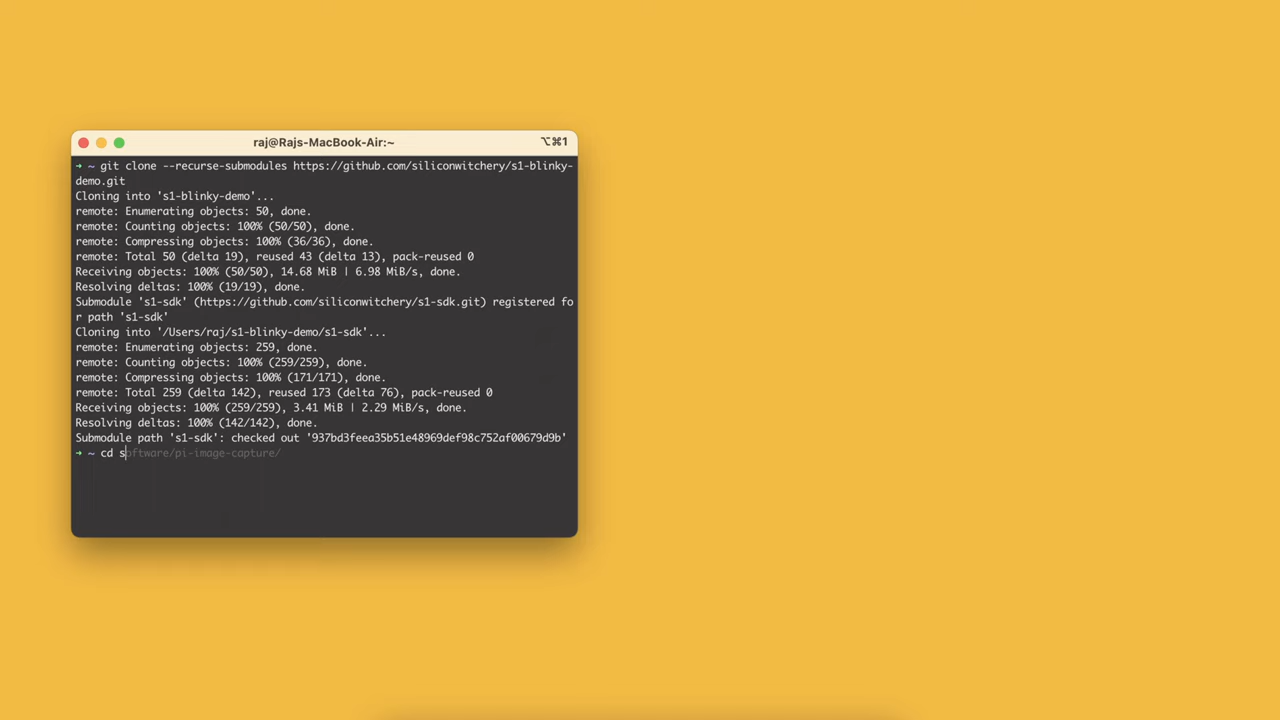 raj@Rajs-MacBook-Air:~
⌥⌘1
➜ ~ git clone --recurse-submodules https://github.com/siliconwitchery/s1-blinky-
demo.git
Cloning into 's1-blinky-demo'...
remote: Enumerating objects: 50, done.
remote: Counting objects: 100% (50/50), done.
remote: Compressing objects: 100% (36/36), done.
remote: Total 50 (delta 19), reused 43 (delta 13), pack-reused 0
Receiving objects: 100% (50/50), 14.68 MiB | 6.98 MiB/s, done.
Resolving deltas: 100% (19/19), done.
Submodule 's1-sdk' (https://github.com/siliconwitchery/s1-sdk.git) registered fo
r path 's1-sdk'
Cloning into '/Users/raj/s1-blinky-demo/s1-sdk'...
remote: Enumerating objects: 259, done.
remote: Counting objects: 100% (259/259), done.
remote: Compressing objects: 100% (171/171), done.
remote: Total 259 (delta 142), reused 173 (delta 76), pack-reused 0
Receiving objects: 100% (259/259), 3.41 MiB | 2.29 MiB/s, done.
Resolving deltas: 100% (142/142), done.
Submodule path 's1-sdk': checked out '937bd3feea35b51e48969def98c752af00679d9b'
➜ ~ cd software/pi-image-capture/